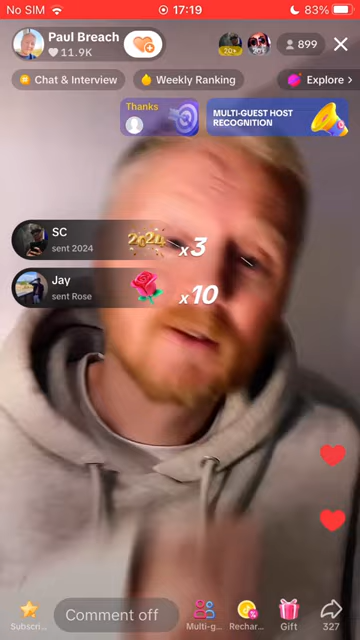 No SIM
17:19
83%
Paul Breach
11.9K
20+
899
Chat & Interview
Weekly Ranking
Explore >
Thanks
MULTI-GUEST HOST
RECOGNITION
SC
sent 2024
2024
x3
Jay
sent Rose
x10
Subscri...
Comment off
Multi-g...
Rechar...
Gift
327